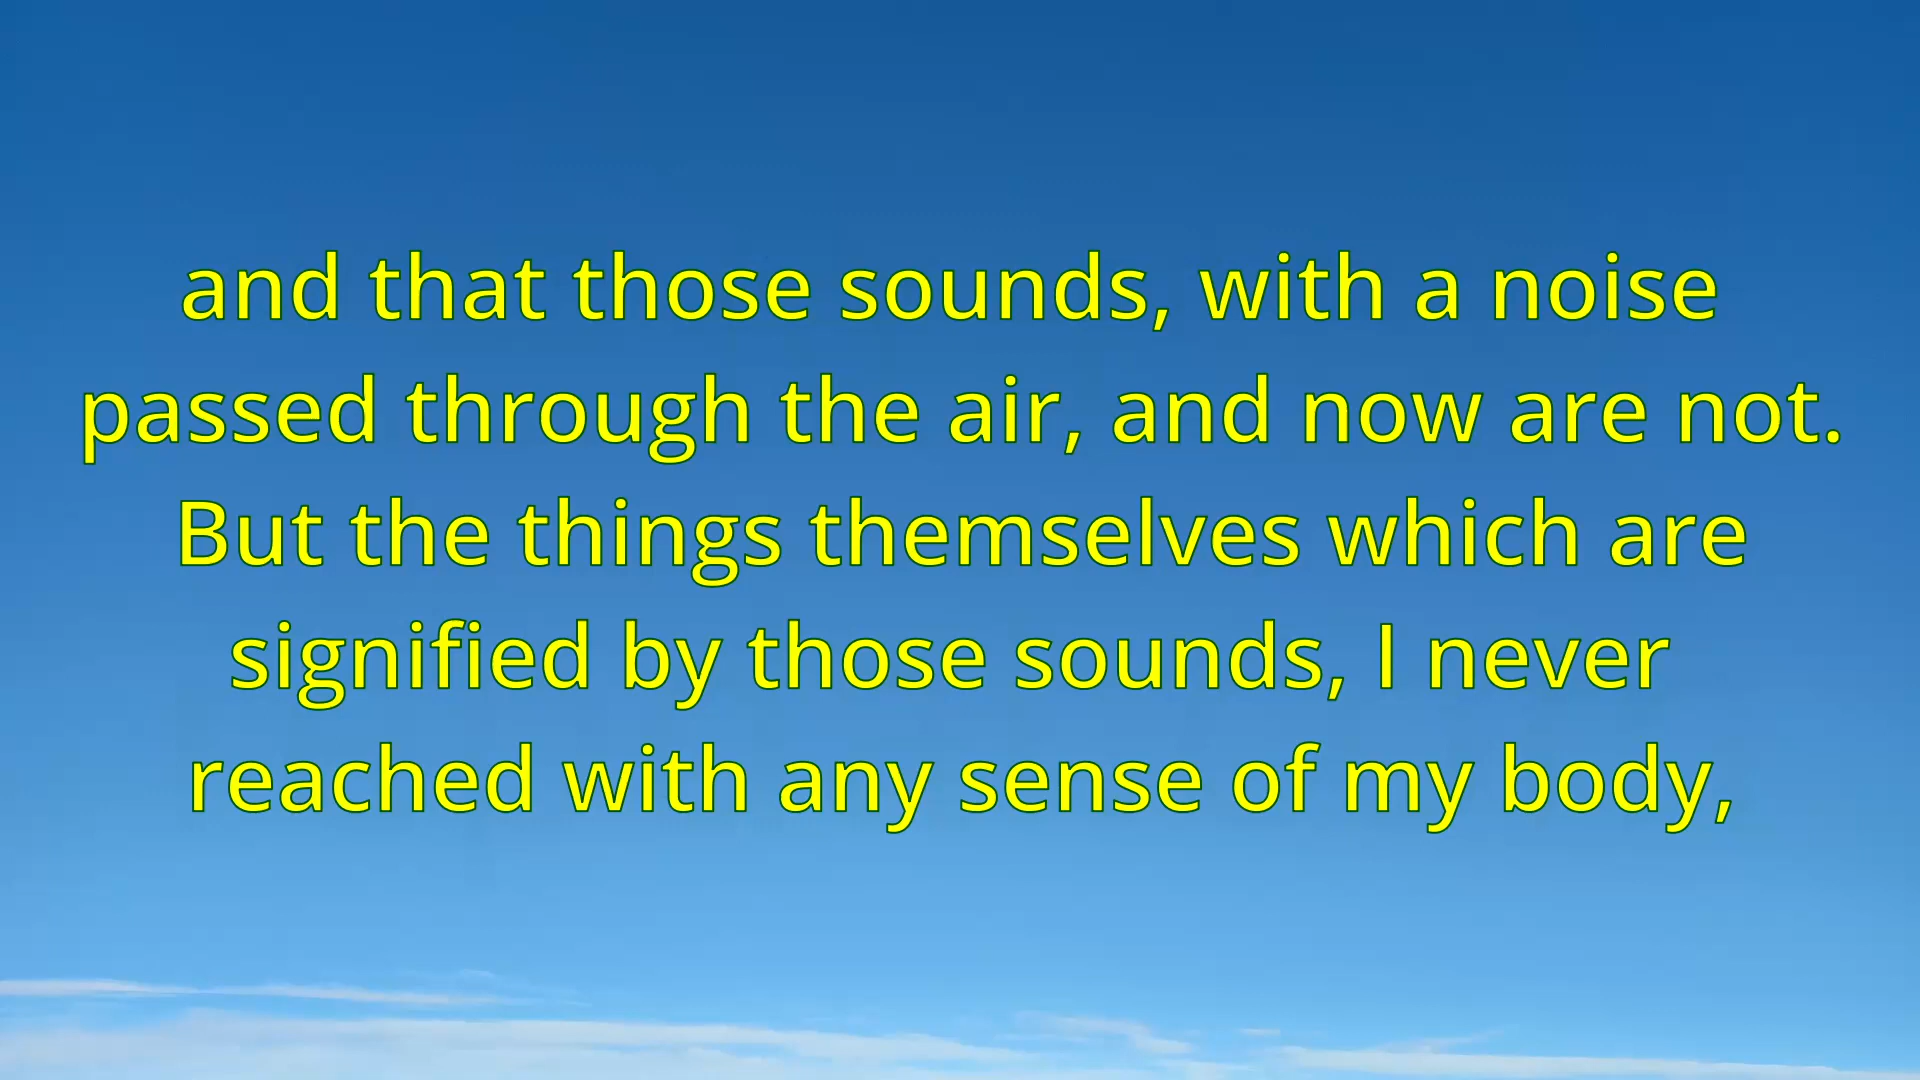 and that those sounds, with a noise
passed through the air, and now are not.
But the things themselves which are
signified by those sounds, I never
reached with any sense of my body,